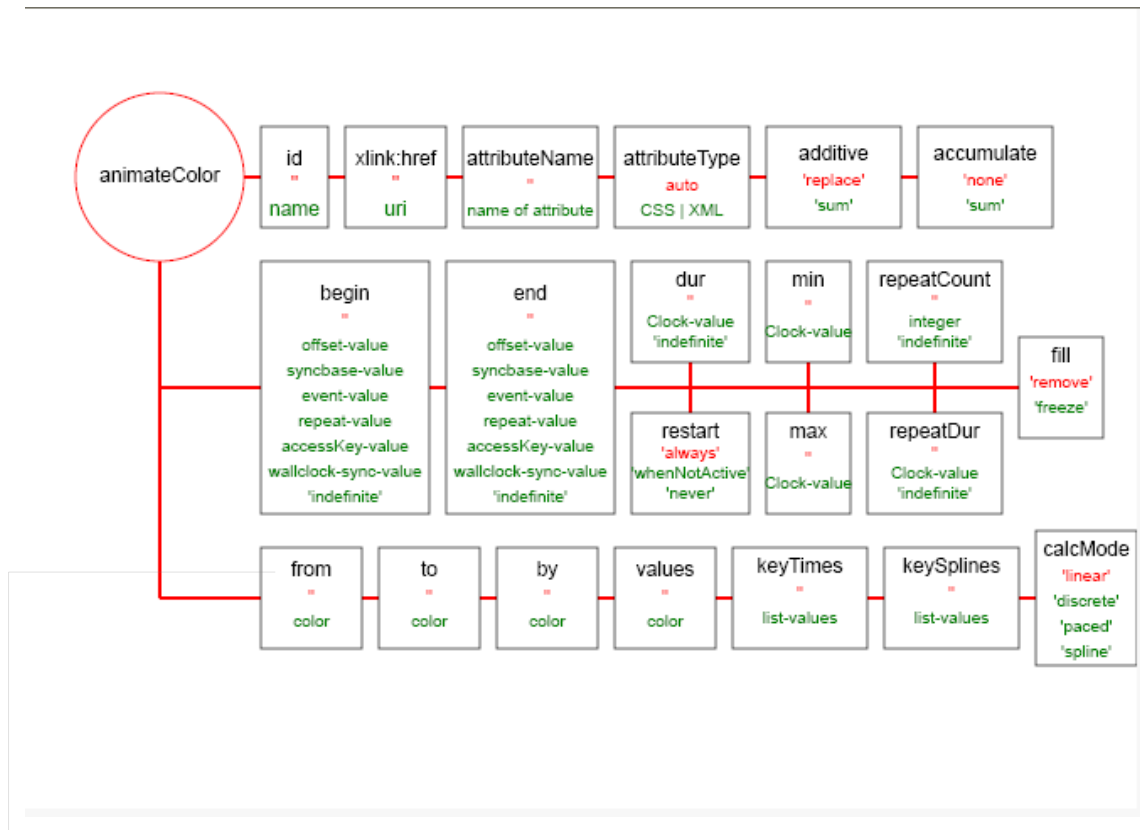 animateColor
id
''
name
xlink:href
''
uri
attributeName
''
name of attribute
attributeType
auto
CSS | XML
additive
'replace'
'sum'
accumulate
'none'
'sum'
begin
''
offset-value
syncbase-value
event-value
repeat-value
accessKey-value
wallclock-sync-value
'indefinite'
end
''
offset-value
syncbase-value
event-value
repeat-value
accessKey-value
wallclock-sync-value
'indefinite'
dur
''
Clock-value
'indefinite'
min
''
Clock-value
repeatCount
''
integer
'indefinite'
fill
'remove'
'freeze'
restart
'always'
'whenNotActive'
'never'
max
''
Clock-value
repeatDur
''
Clock-value
'indefinite'
from
''
color
to
''
color
by
''
color
values
''
color
keyTimes
''
list-values
keySplines
''
list-values
calcMode
'linear'
'discrete'
'paced'
'spline'